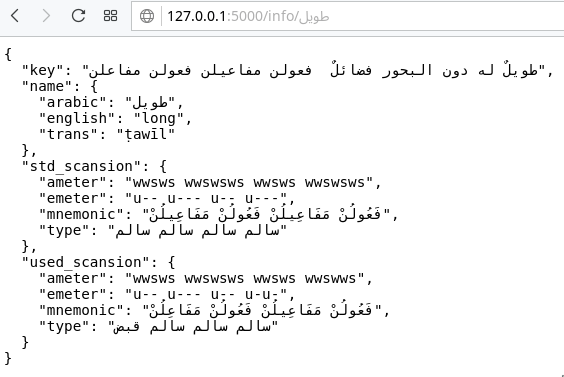 127.0.0.1:5000/info/طويل
{
  "key": "طويلٌ له دون البحور فضائلٌ  فعولن مفاعيلن فعولن مفاعلن",
  "name": {
    "arabic": "طويل",
    "english": "long",
    "trans": "ṭawīl"
  },
  "std_scansion": {
    "ameter": "wwsws wwswsws wwsws wwswsws",
    "emeter": "u-- u--- u-- u---",
    "mnemonic": "فَعُولُنْ مَفَاعِيلُنْ فَعُولُنْ مَفَاعِيلُنْ",
    "type": "سالم سالم سالم سالم"
  },
  "used_scansion": {
    "ameter": "wwsws wwswsws wwsws wwswws",
    "emeter": "u-- u--- u-- u-u-",
    "mnemonic": "فَعُولُنْ مَفَاعِيلُنْ فَعُولُنْ مَفَاعِلُنْ",
    "type": "سالم سالم سالم قبض"
  }
}